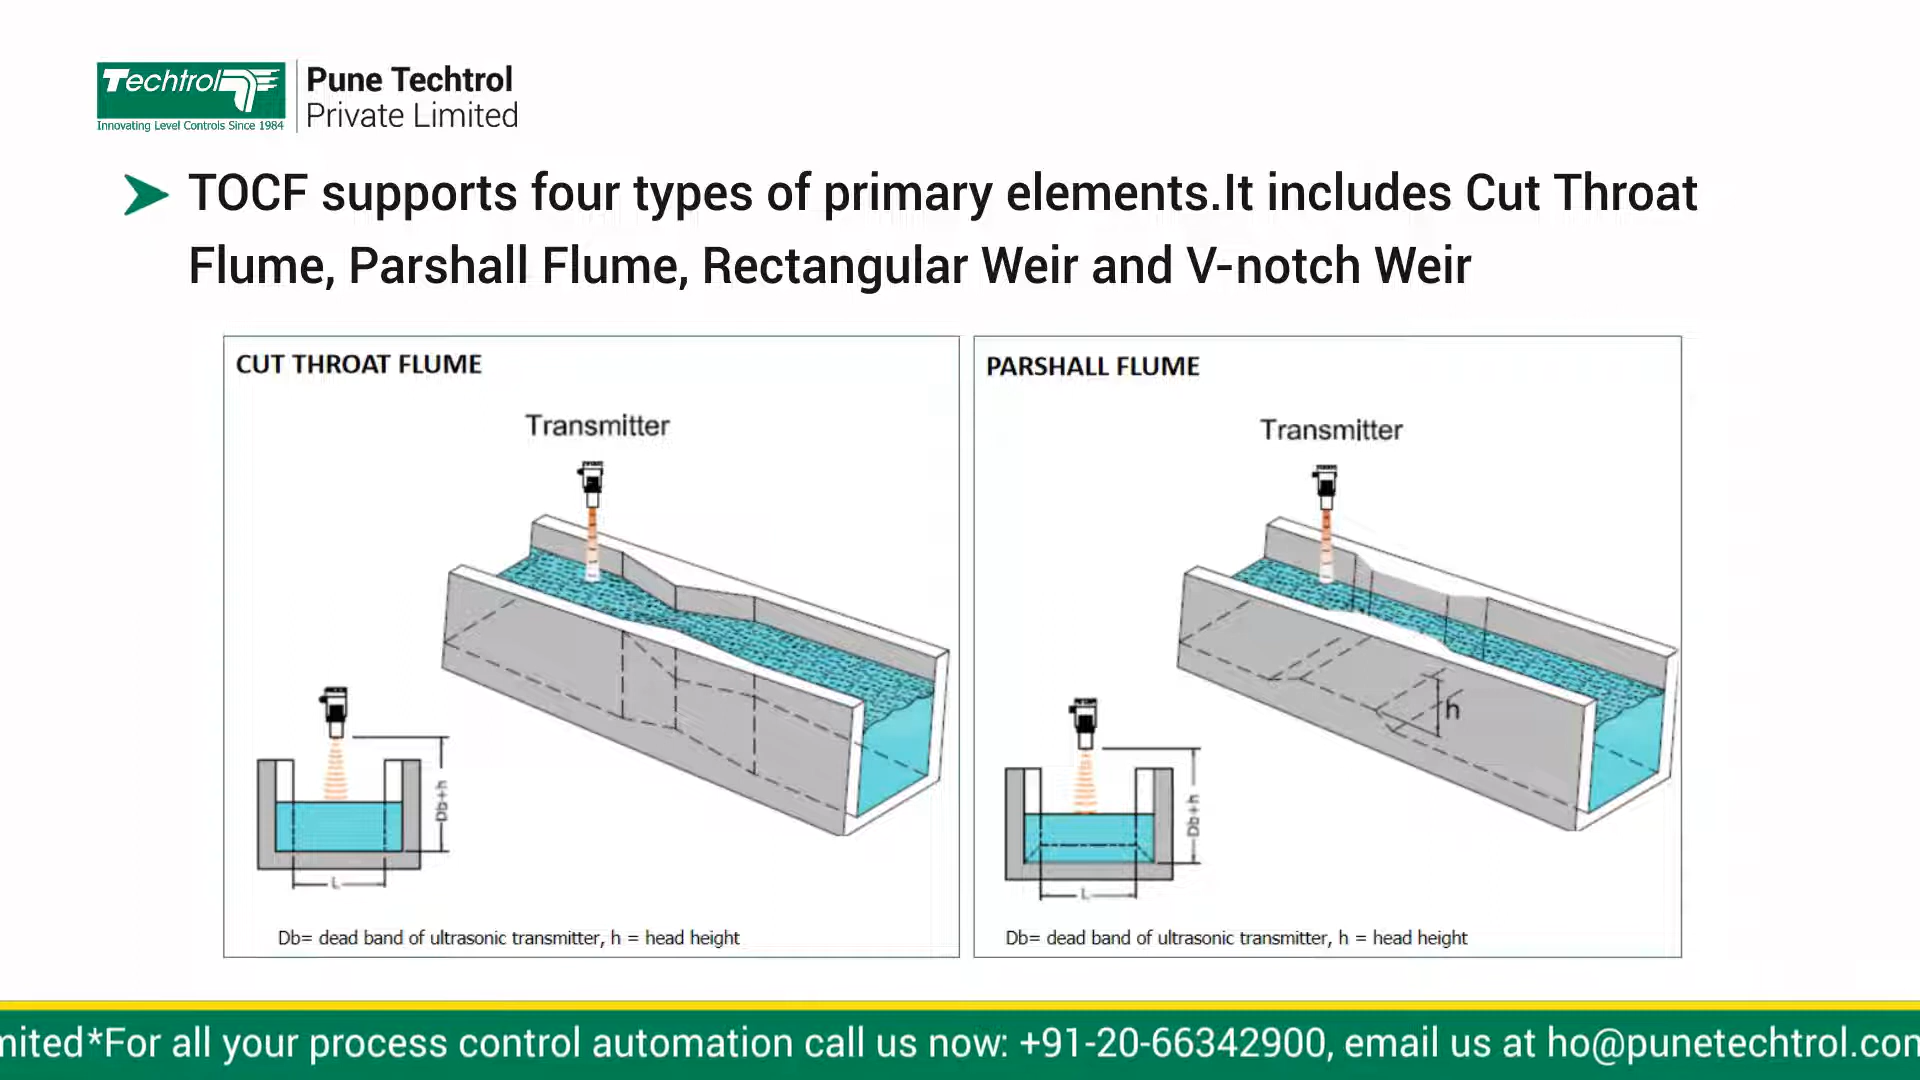 Techtrol
Innovating Level Controls Since 1984
Pune Techtrol
Private Limited
TOCF supports four types of primary elements.It includes Cut Throat
Flume, Parshall Flume, Rectangular Weir and V-notch Weir
CUT THROAT FLUME
Transmitter
Db+h
L
Db= dead band of ultrasonic transmitter, h = head height
PARSHALL FLUME
Transmitter
h
Db+h
L
Db= dead band of ultrasonic transmitter, h = head height
mited*For all your process control automation call us now: +91-20-66342900, email us at ho@punetechtrol.con